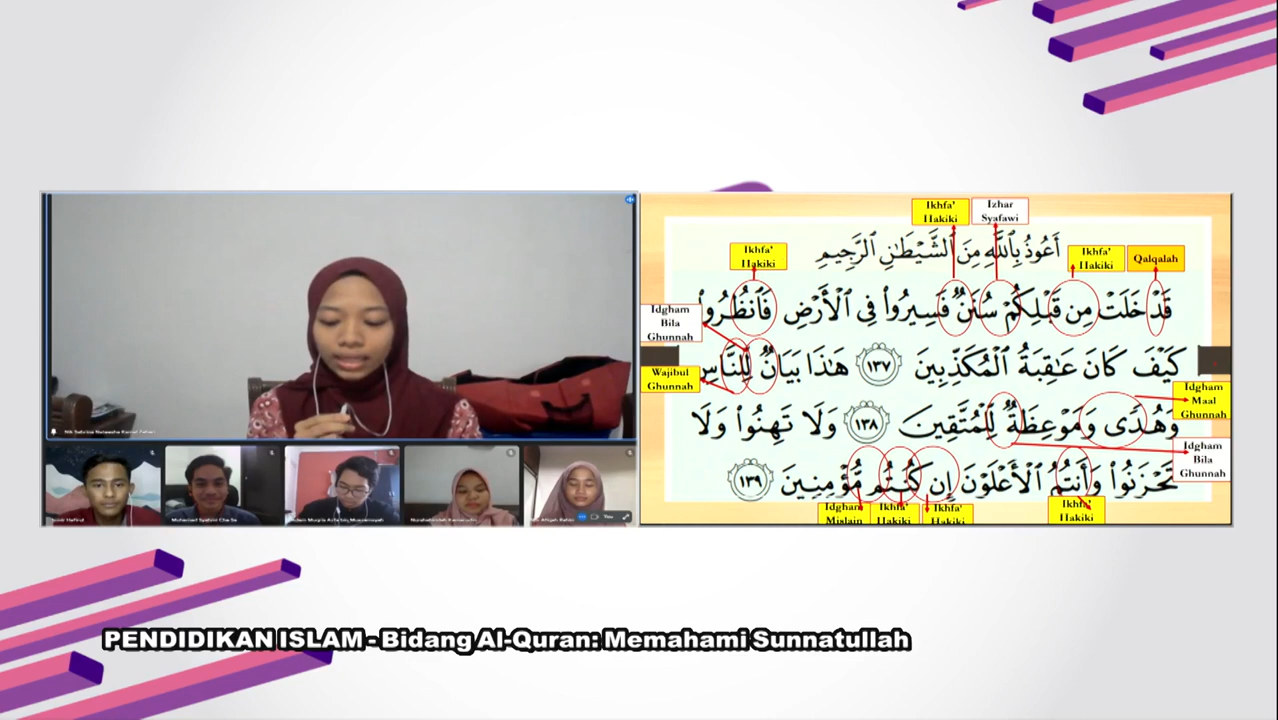 Ikhfa'
Hakiki
Izhar
Syafawi
Ikhfa'
Hakiki
Ikhfa'
Hakiki
Qalqalah
أَعُوذُ بِاللَّهِ مِنَ الشَّيْطَٰنِ الرَّجِيمِ
قَدْ خَلَتْ مِن قَبْلِكُمْ سُنَنٌ فَسِيرُوا۟ فِى الْأَرْضِ فَٱنظُرُوا۟
Idgham
Bila
Ghunnah
كَيْفَ كَانَ عَٰقِبَةُ الْمُكَذِّبِينَ ١٣٧ هَٰذَا بَيَانٌ لِّلنَّاسِ
Wajibul
Ghunnah
Idgham
Maal
Ghunnah
وَهُدًى وَمَوْعِظَةٌ لِّلْمُتَّقِينَ ١٣٨ وَلَا تَهِنُوا۟ وَلَا
Idgham
Bila
Ghunnah
تَحْزَنُوا۟ وَأَنتُمُ الْأَعْلَوْنَ إِن كُنتُم مُّؤْمِنِينَ ١٣٩
Idgham
Mislain
Ikhfa'
Hakiki
Ikhfa'
Hakiki
Ikhfa'
Hakiki
PENDIDIKAN ISLAM - Bidang Al-Quran: Memahami Sunnatullah